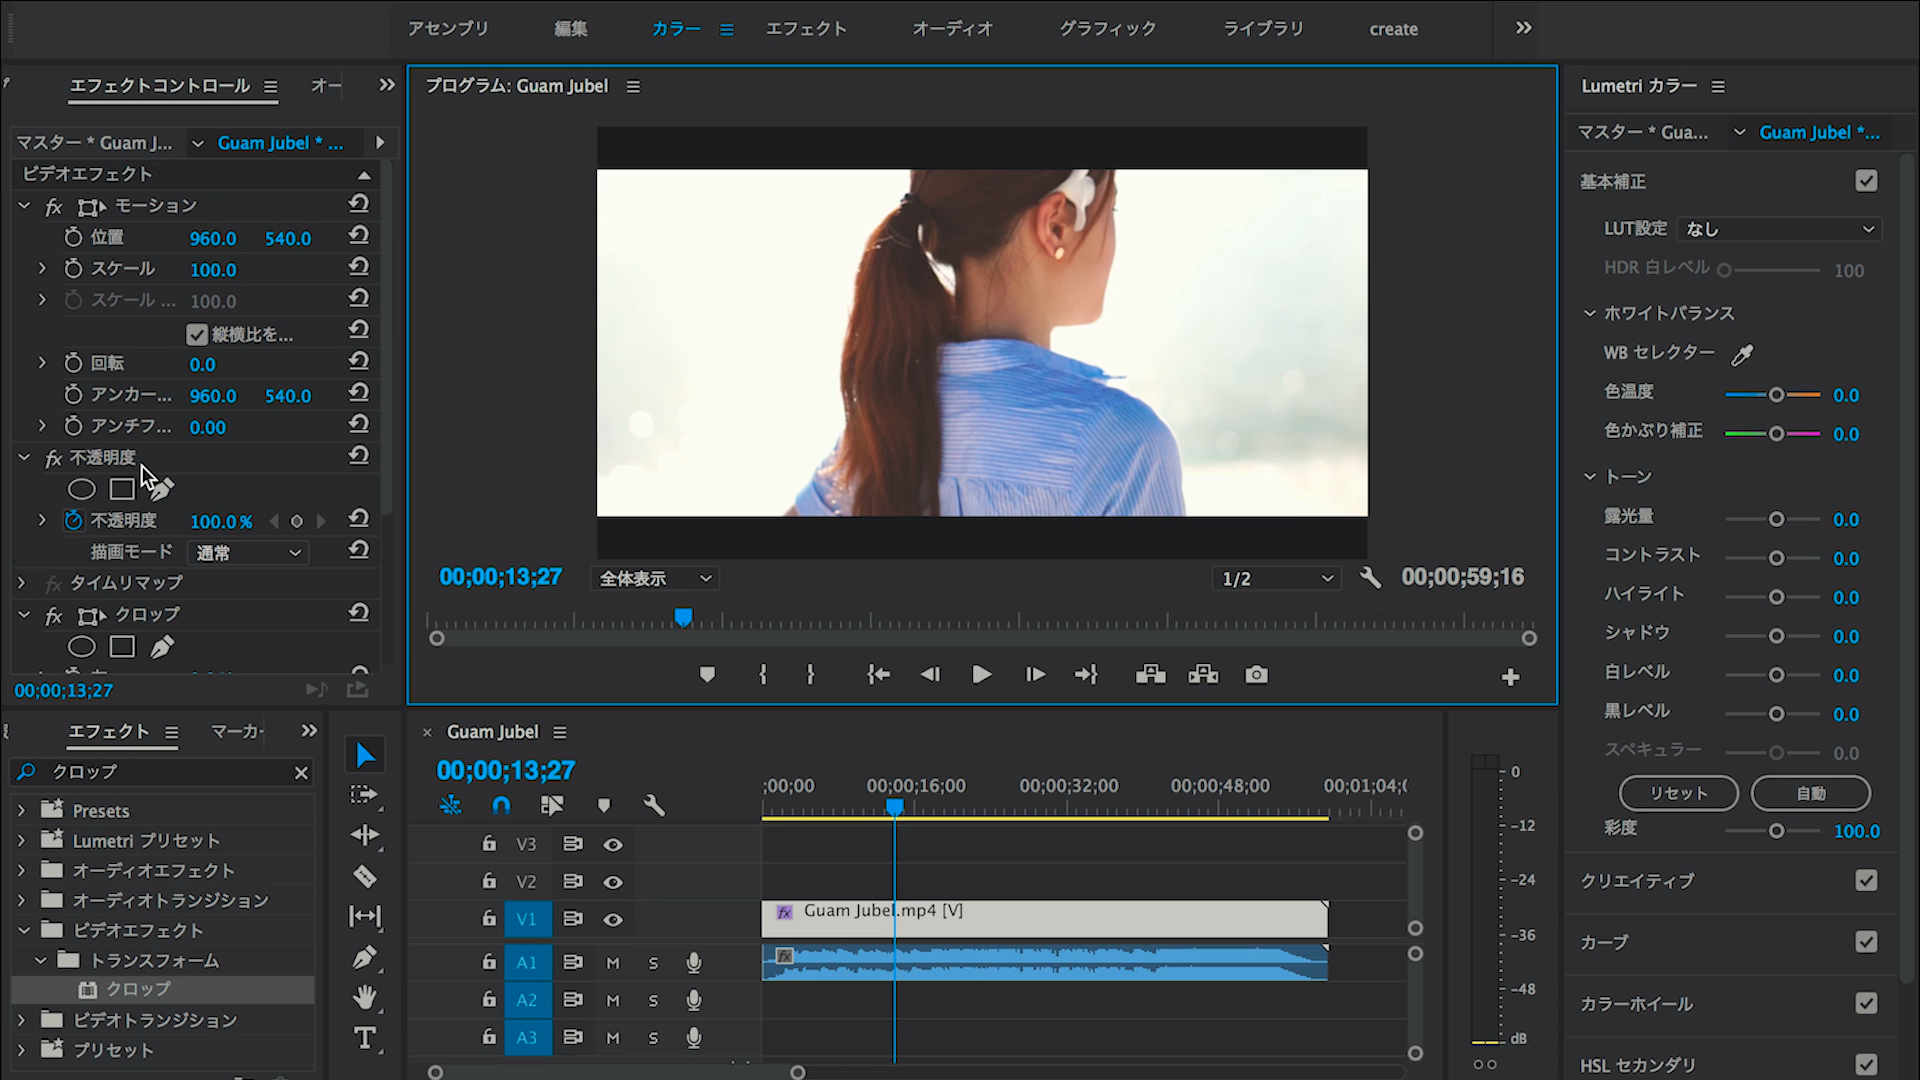 アセンブリ 編集 カラー エフェクト オーディオ グラフィック ライブラリ create
エフェクトコントロール オー
マスター * Guam J... Guam Jubel * ...
ビデオエフェクト
fx モーション
位置 960.0 540.0
スケール 100.0
スケール ... 100.0
縦横比を...
回転 0.0
アンカー... 960.0 540.0
アンチフ... 0.00
fx 不透明度
不透明度 100.0 %
描画モード 通常
fx タイムリマップ
fx クロップ
00;00;13;27
プログラム: Guam Jubel
00;00;13;27 全体表示 1/2 00;00;59;16
Lumetri カラー
マスター * Gua... Guam Jubel *...
基本補正
LUT設定 なし
HDR 白レベル 100
ホワイトバランス
WB セレクター
色温度 0.0
色かぶり補正 0.0
トーン
露光量 0.0
コントラスト 0.0
ハイライト 0.0
シャドウ 0.0
白レベル 0.0
黒レベル 0.0
スペキュラー 0.0
リセット 自動
彩度 100.0
クリエイティブ
カーブ
カラーホイール
HSL セカンダリ
エフェクト マーカ
クロップ
Presets
Lumetri プリセット
オーディオエフェクト
オーディオトランジション
ビデオエフェクト
トランスフォーム
クロップ
ビデオトランジション
プリセット
T
× Guam Jubel
00;00;13;27
;00;00 00;00;16;00 00;00;32;00 00;00;48;00 00;01;04;0
V3
V2
V1 fx Guam Jubel.mp4 [V]
A1 M S fx
A2 M S
A3 M S
0
-12
-24
-36
-48
dB